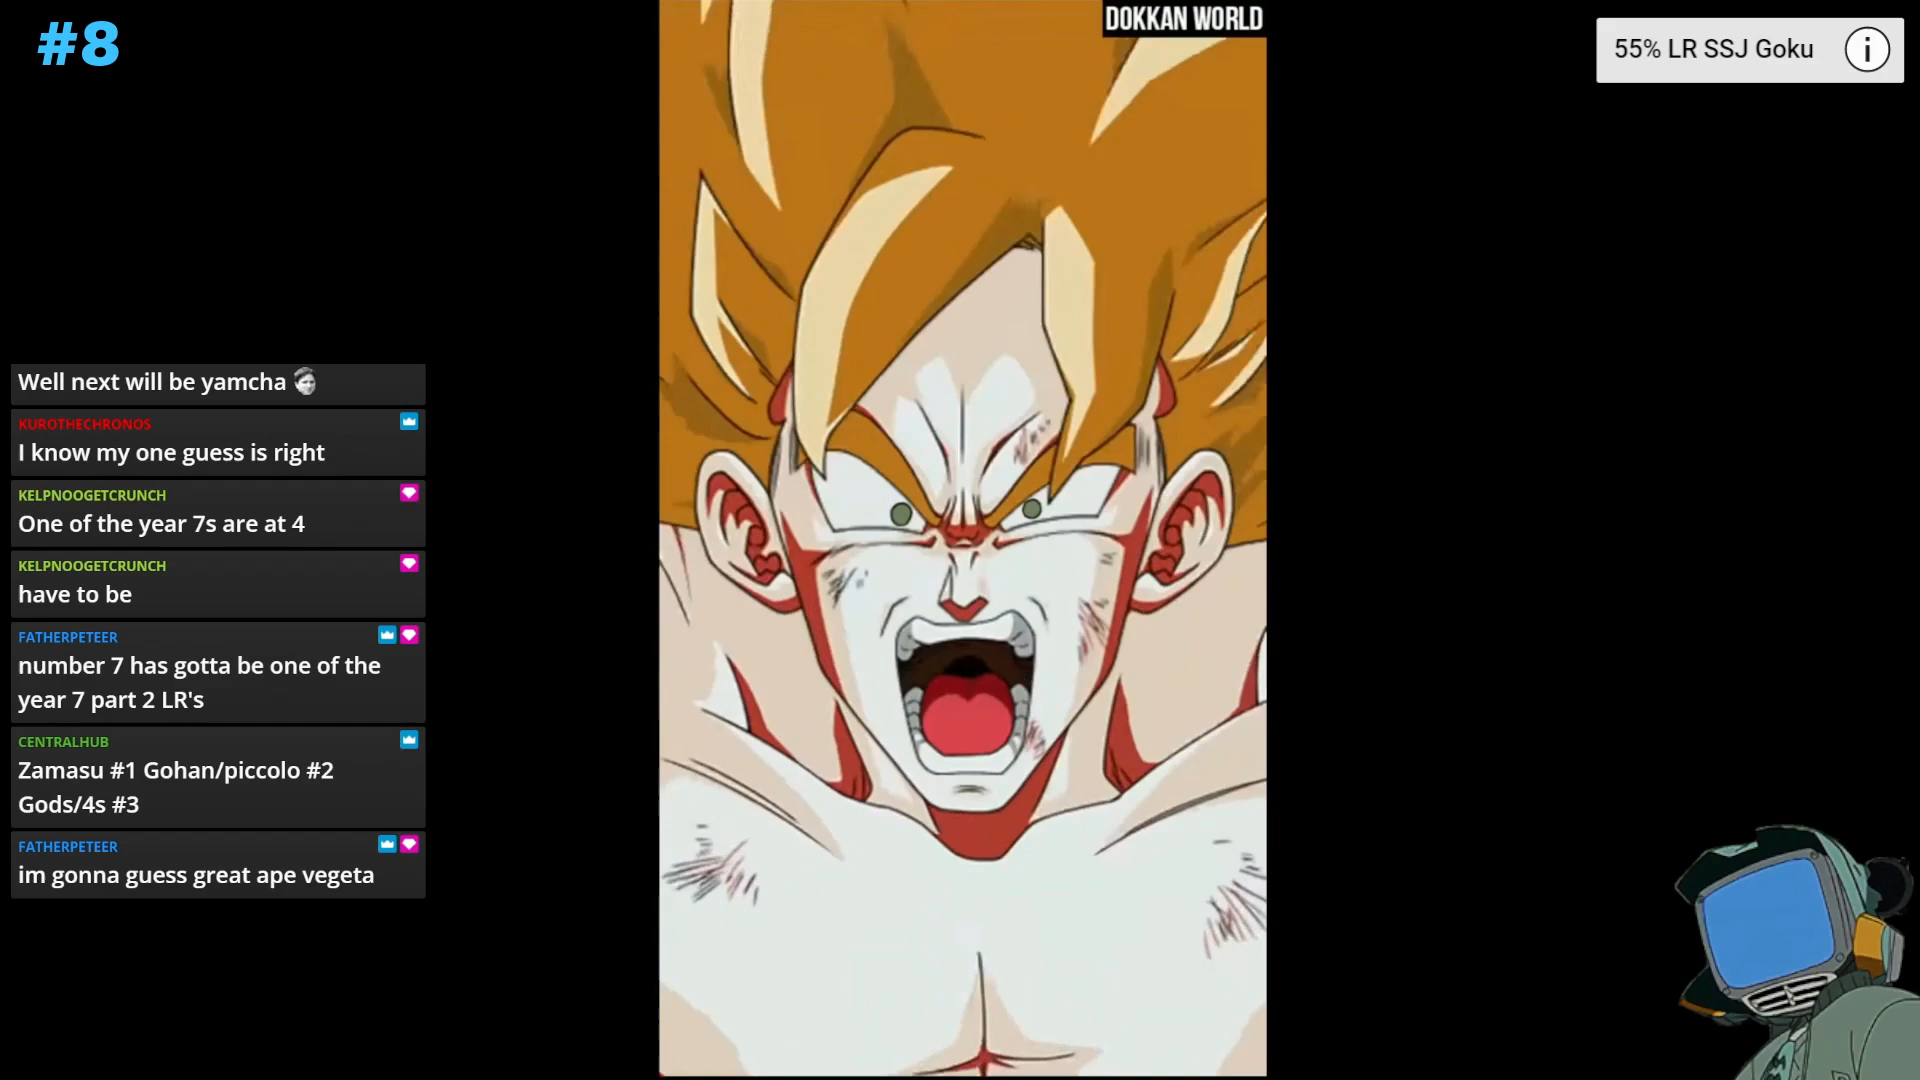 #8
DOKKAN WORLD
55% LR SSJ Goku
i
Well next will be yamcha
KUROTHECHRONOS
I know my one guess is right
KELPNOOGETCRUNCH
One of the year 7s are at 4
KELPNOOGETCRUNCH
have to be
FATHERPETEER
number 7 has gotta be one of the
year 7 part 2 LR's
CENTRALHUB
Zamasu #1 Gohan/piccolo #2
Gods/4s #3
FATHERPETEER
im gonna guess great ape vegeta